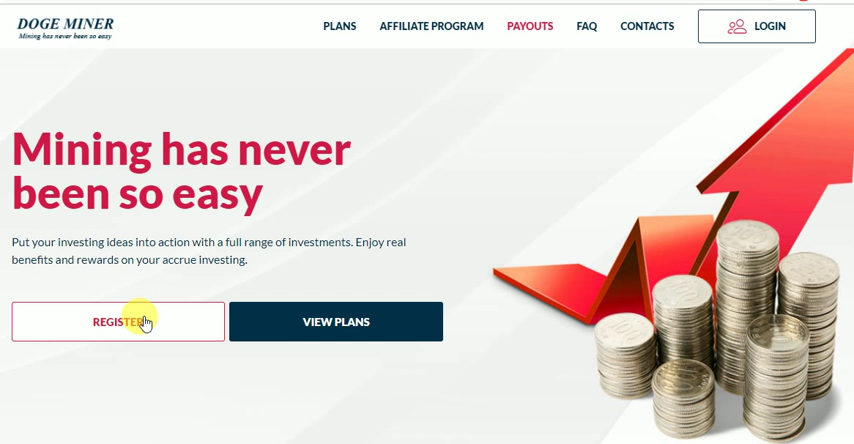 DOGE MINER
Mining has never been so easy
PLANS
AFFILIATE PROGRAM
PAYOUTS
FAQ
CONTACTS
LOGIN
Mining has never
been so easy
Put your investing ideas into action with a full range of investments. Enjoy real
benefits and rewards on your accrue investing.
REGISTER
VIEW PLANS